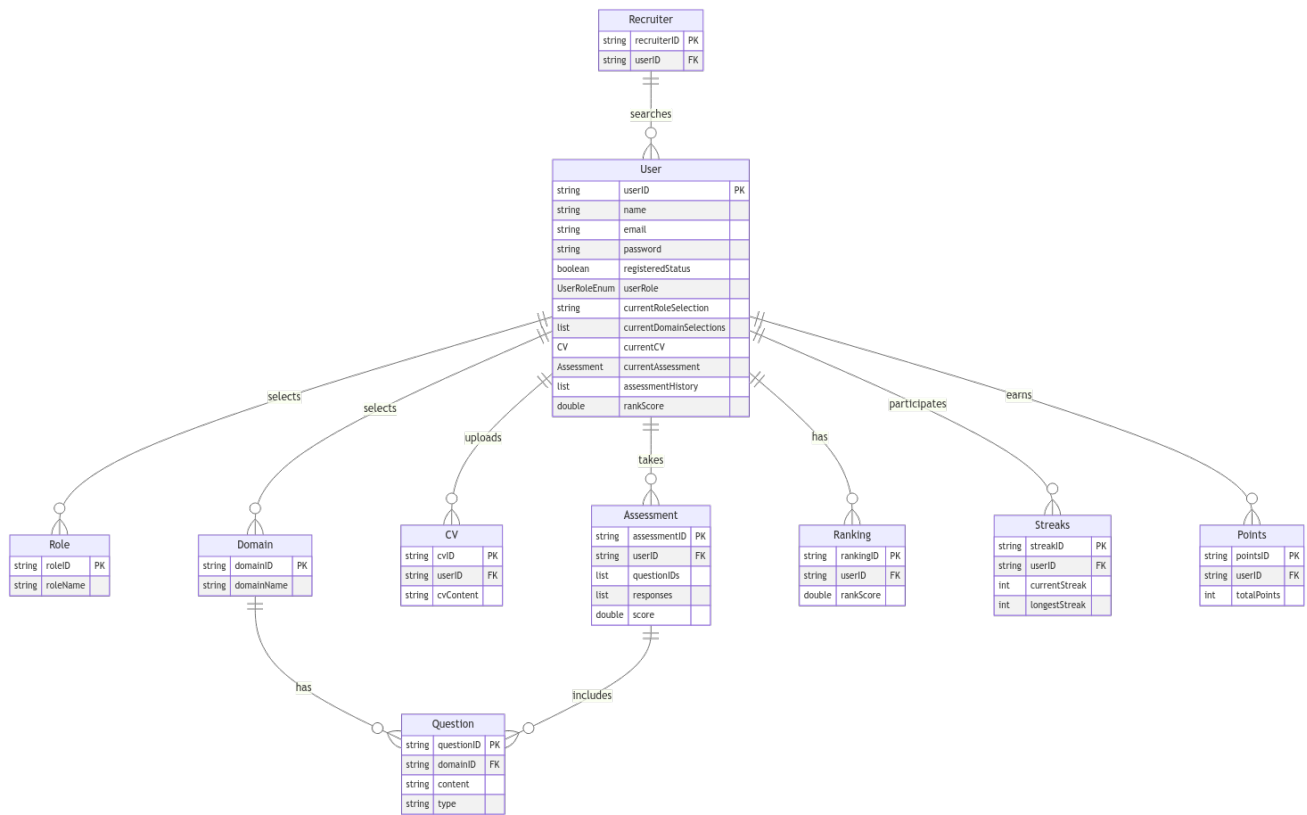 Recruiter
string recruiterID PK
string userID FK
searches
User
string userID PK
string name
string email
string password
boolean registeredStatus
UserRoleEnum userRole
string currentRoleSelection
list currentDomainSelections
CV currentCV
Assessment currentAssessment
list assessmentHistory
double rankScore
selects
selects
uploads
takes
has
participates
earns
Role
string roleID PK
string roleName
Domain
string domainID PK
string domainName
CV
string cvID PK
string userID FK
string cvContent
Assessment
string assessmentID PK
string userID FK
list questionIDs
list responses
double score
Ranking
string rankingID PK
string userID FK
double rankScore
Streaks
string streakID PK
string userID FK
int currentStreak
int longestStreak
Points
string pointsID PK
string userID FK
int totalPoints
has
includes
Question
string questionID PK
string domainID FK
string content
string type